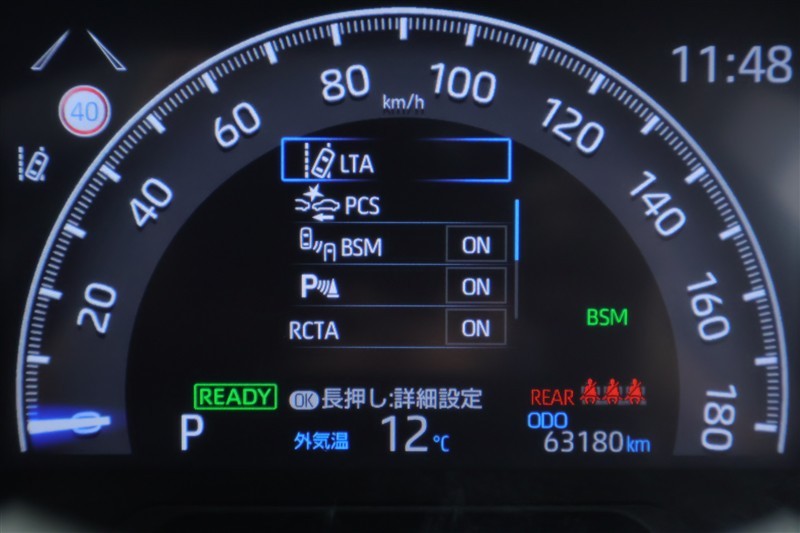 11:48
80
100
km/h
40
60
120
LTA
40
140
PCS
BSM ON
P ON
20
160
RCTA ON
BSM
READY
OK 長押し:詳細設定
REAR
0
180
P
外気温 12℃
ODO
63180km